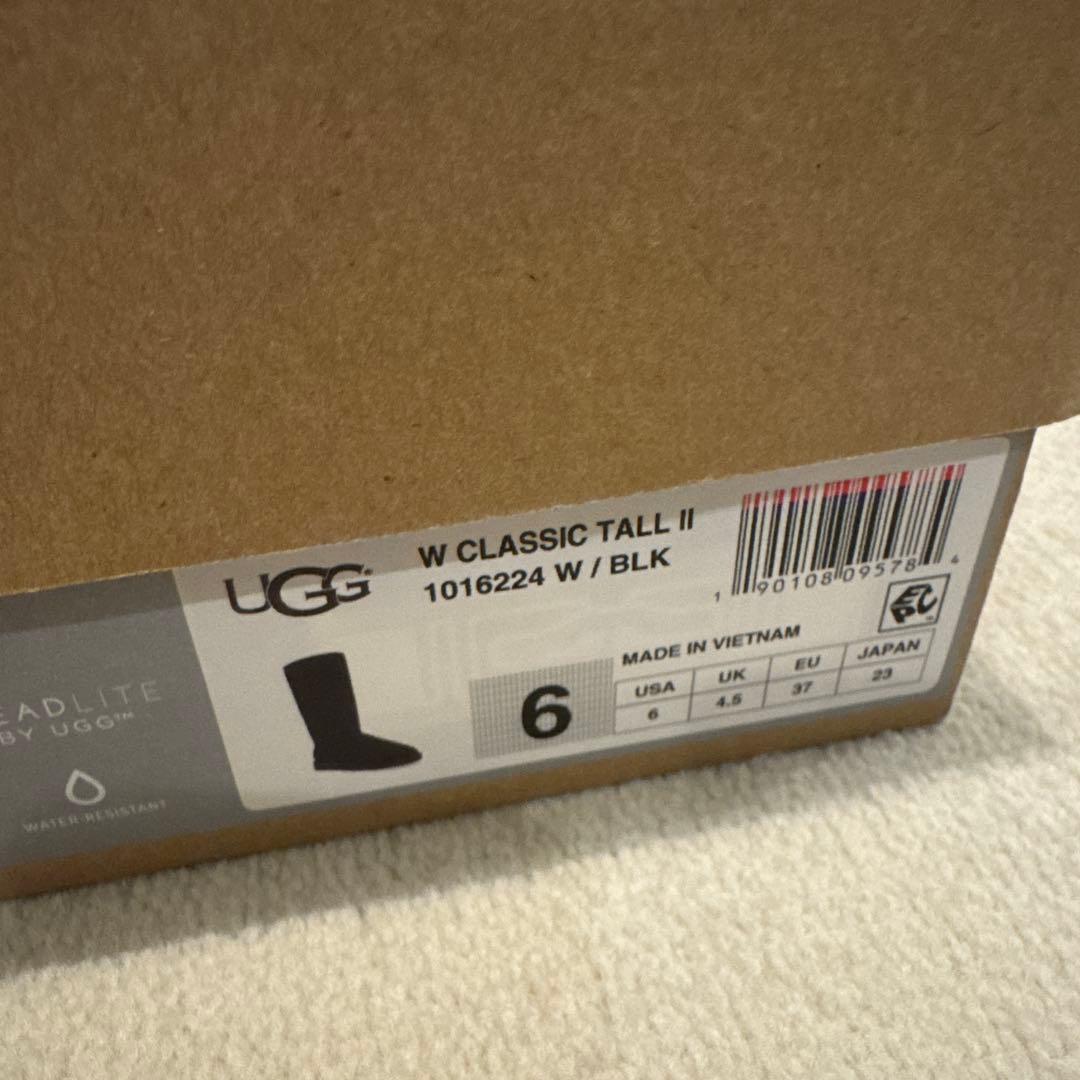 UGG®
W CLASSIC TALL II
1016224 W / BLK
1 90108 09578 4
EPC
MADE IN VIETNAM
6
USA UK EU JAPAN
6 4.5 37 23
EADLITE
BY UGG™
WATER-RESISTANT